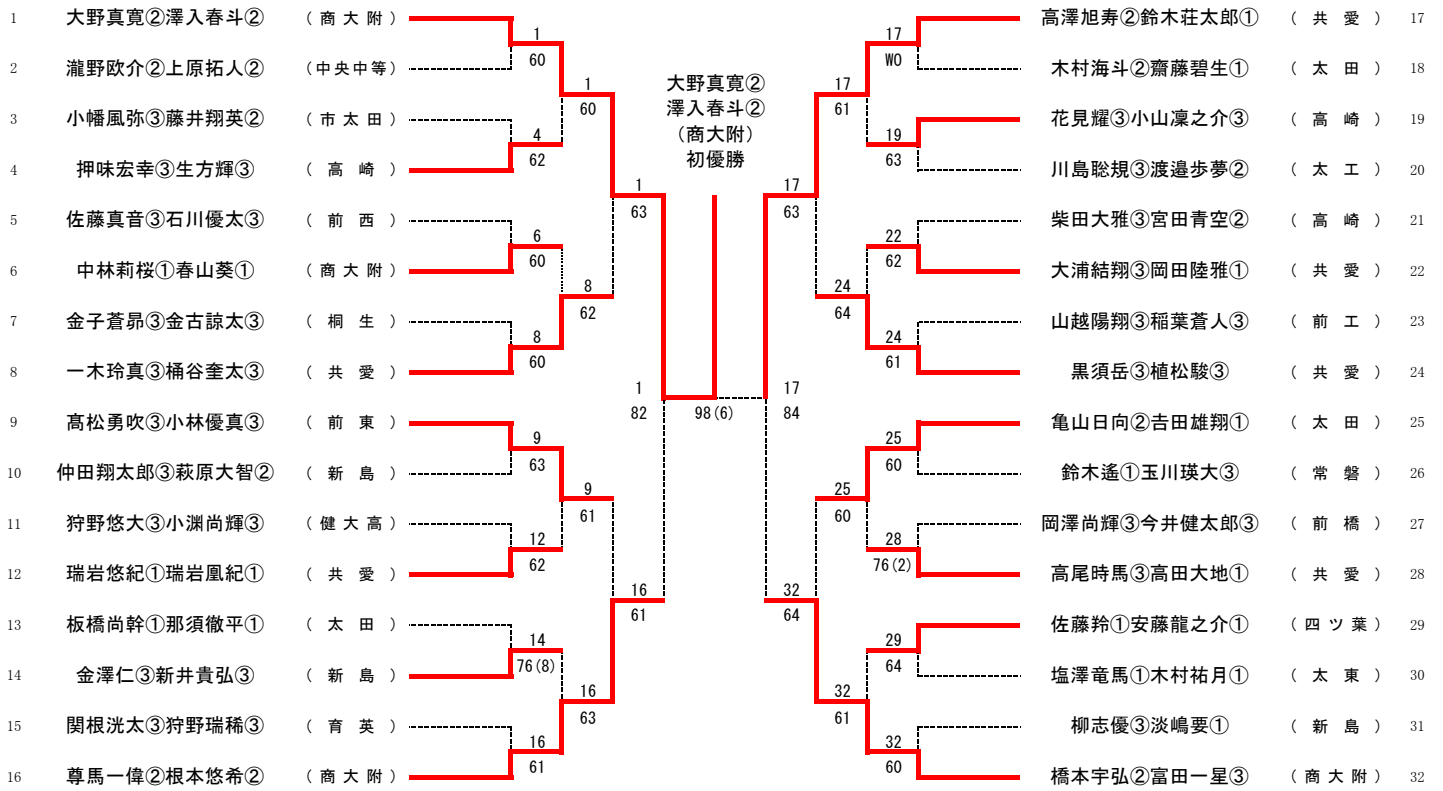 1 大野真寛②澤入春斗② （商大附）
2 瀧野欧介②上原拓人② （中央中等）
3 小幡風弥③藤井翔英② （市太田）
4 押味宏幸③生方輝③ （高崎）
5 佐藤真音③石川優太③ （前西）
6 中林莉桜①春山葵① （商大附）
7 金子蒼昴③金古諒太③ （桐生）
8 一木玲真③桶谷奎太③ （共愛）
9 髙松勇吹③小林優真③ （前東）
10 仲田翔太郎③萩原大智② （新島）
11 狩野悠大③小渕尚輝③ （健大高）
12 瑞岩悠紀①瑞岩凰紀① （共愛）
13 板橋尚幹①那須徹平① （太田）
14 金澤仁③新井貴弘③ （新島）
15 関根洸太③狩野瑞稀③ （育英）
16 尊馬一偉②根本悠希② （商大附）
1
60
4
62
6
60
8
60
9
63
12
62
14
76(8)
16
61
1
60
8
62
9
61
16
63
1
63
16
61
1
82
大野真寛②
澤入春斗②
（商大附）
初優勝
98(6)
17
84
17
63
32
64
17
61
24
64
25
60
32
61
17
W0
19
63
22
62
24
61
25
60
28
76(2)
29
64
32
60
高澤旭寿②鈴木荘太郎① （共愛） 17
木村海斗②齋藤碧生① （太田） 18
花見耀③小山凜之介③ （高崎） 19
川島聡規③渡邉歩夢② （太工） 20
柴田大雅③宮田青空② （高崎） 21
大浦結翔③岡田陸雅① （共愛） 22
山越陽翔③稲葉蒼人③ （前工） 23
黒須岳③植松駿③ （共愛） 24
亀山日向②吉田雄翔① （太田） 25
鈴木遙①玉川瑛大③ （常磐） 26
岡澤尚輝③今井健太郎③ （前橋） 27
高尾時馬③高田大地① （共愛） 28
佐藤羚①安藤龍之介① （四ツ葉） 29
塩澤竜馬①木村祐月① （太東） 30
柳志優③淡嶋要① （新島） 31
橋本宇弘②富田一星③ （商大附） 32